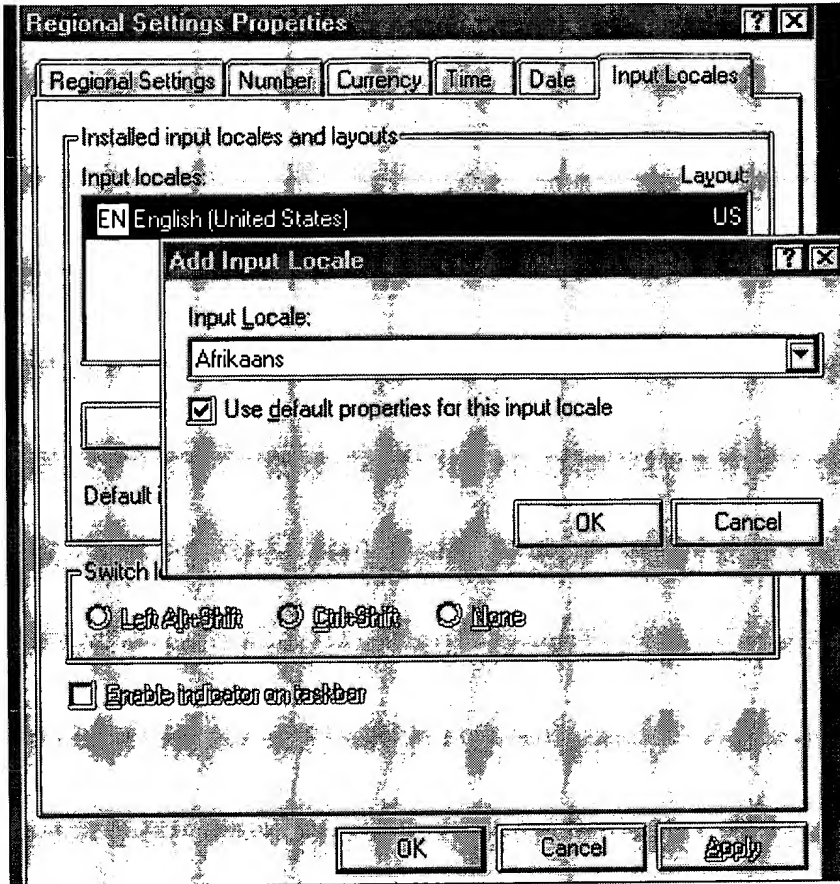 Regional Settings Properties
Regional Settings Number Currency Time Date Input Locales
Installed input locales and layouts
Input locales: Layout
EN English (United States) US
Add Input Locale
Input Locale:
Afrikaans
Use default properties for this input locale
Default i
OK Cancel
Switch l
Left Alt+Shift Ctrl+Shift None
Enable indicator on taskbar
OK Cancel Apply